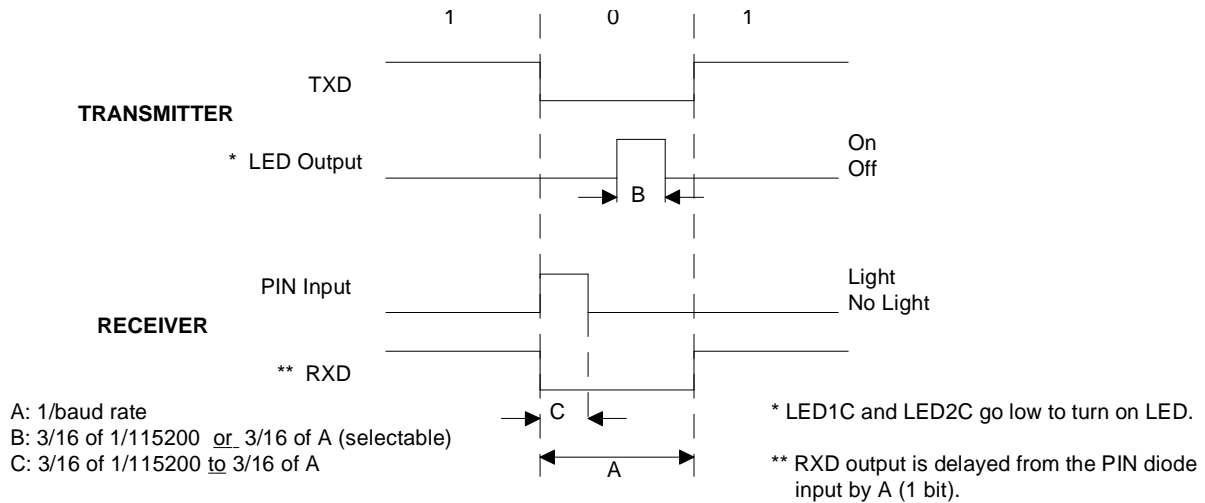 1 0 1
TXD
TRANSMITTER
* LED Output
On
Off
B
PIN Input
Light
No Light
RECEIVER
** RXD
C
A
A: 1/baud rate
B: 3/16 of 1/115200 or 3/16 of A (selectable)
C: 3/16 of 1/115200 to 3/16 of A
* LED1C and LED2C go low to turn on LED.
** RXD output is delayed from the PIN diode
input by A (1 bit).